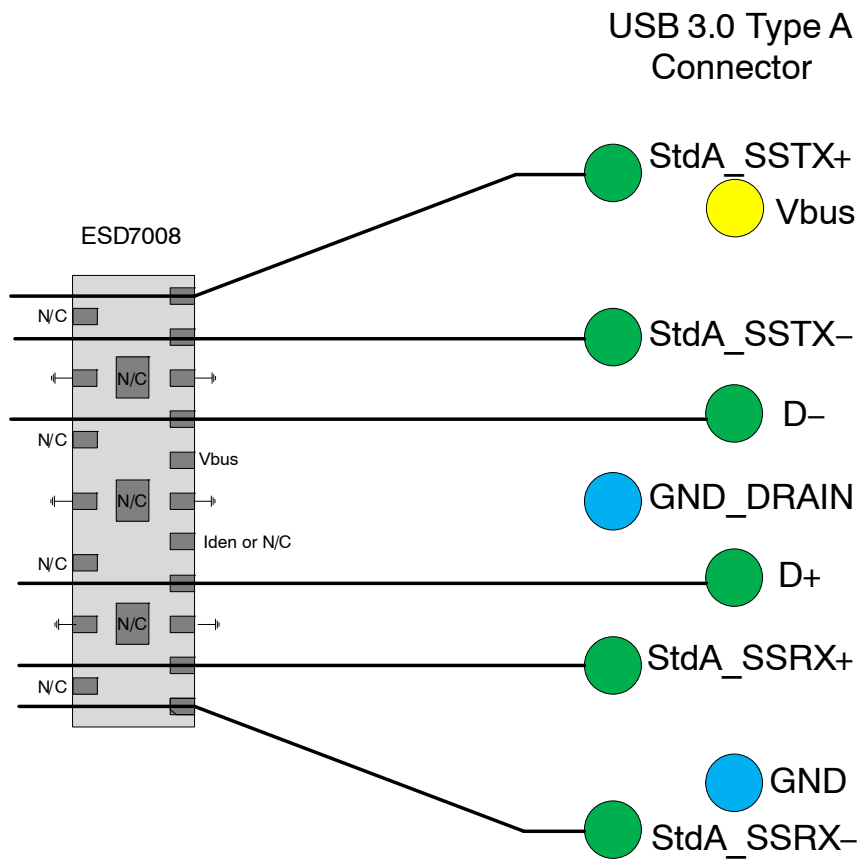 USB 3.0 Type A
Connector
StdA_SSTX+
Vbus
ESD7008
N/C
StdA_SSTX−
N/C
D−
N/C
Vbus
N/C
GND_DRAIN
Iden or N/C
N/C
D+
N/C
StdA_SSRX+
N/C
GND
StdA_SSRX−